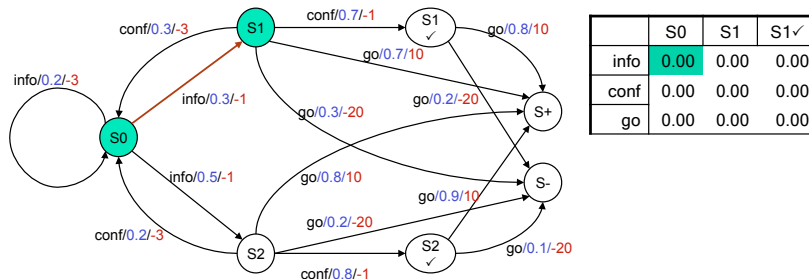 conf/0.3/-3
S1
conf/0.7/-1
S1
✓
go/0.8/10
go/0.7/10
info/0.2/-3
info/0.3/-1
go/0.3/-20
go/0.2/-20
S+
S0
info/0.5/-1
go/0.8/10
S-
go/0.9/10
conf/0.2/-3
go/0.2/-20
S2
S2
✓
go/0.1/-20
conf/0.8/-1
S0 S1 S1✓
info 0.00 0.00 0.00
conf 0.00 0.00 0.00
go 0.00 0.00 0.00